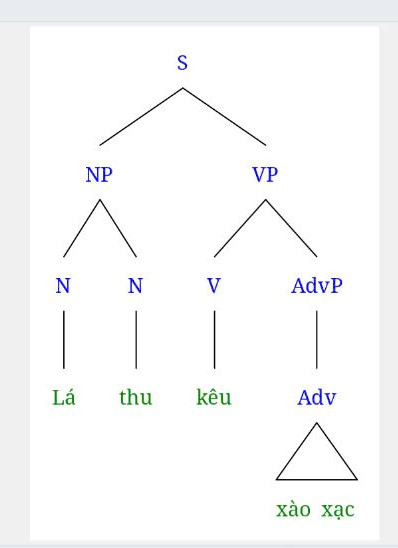 S
NP VP
N N V AdvP
Lá thu kêu Adv
xào xạc